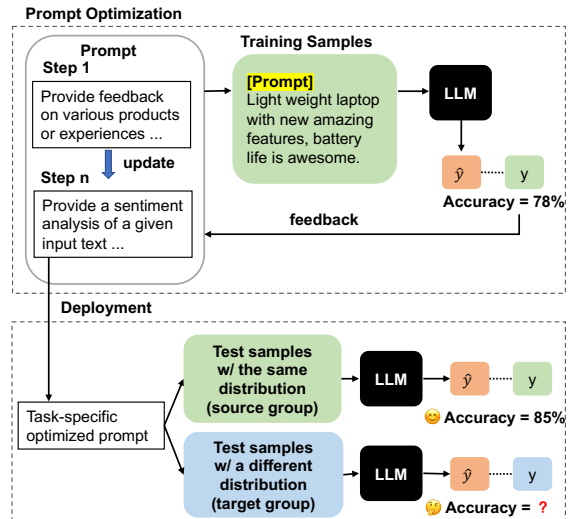 Prompt Optimization
Prompt
Step 1
Provide feedback
on various products
or experiences ...
update
Step n
Provide a sentiment
analysis of a given
input text ...
Training Samples
[Prompt]
Light weight laptop
with new amazing
features, battery
life is awesome.
LLM
ŷ
y
Accuracy = 78%
feedback
Deployment
Task-specific
optimized prompt
Test samples
w/ the same
distribution
(source group)
LLM
ŷ
y
😊 Accuracy = 85%
Test samples
w/ a different
distribution
(target group)
LLM
ŷ
y
🤔 Accuracy = ?